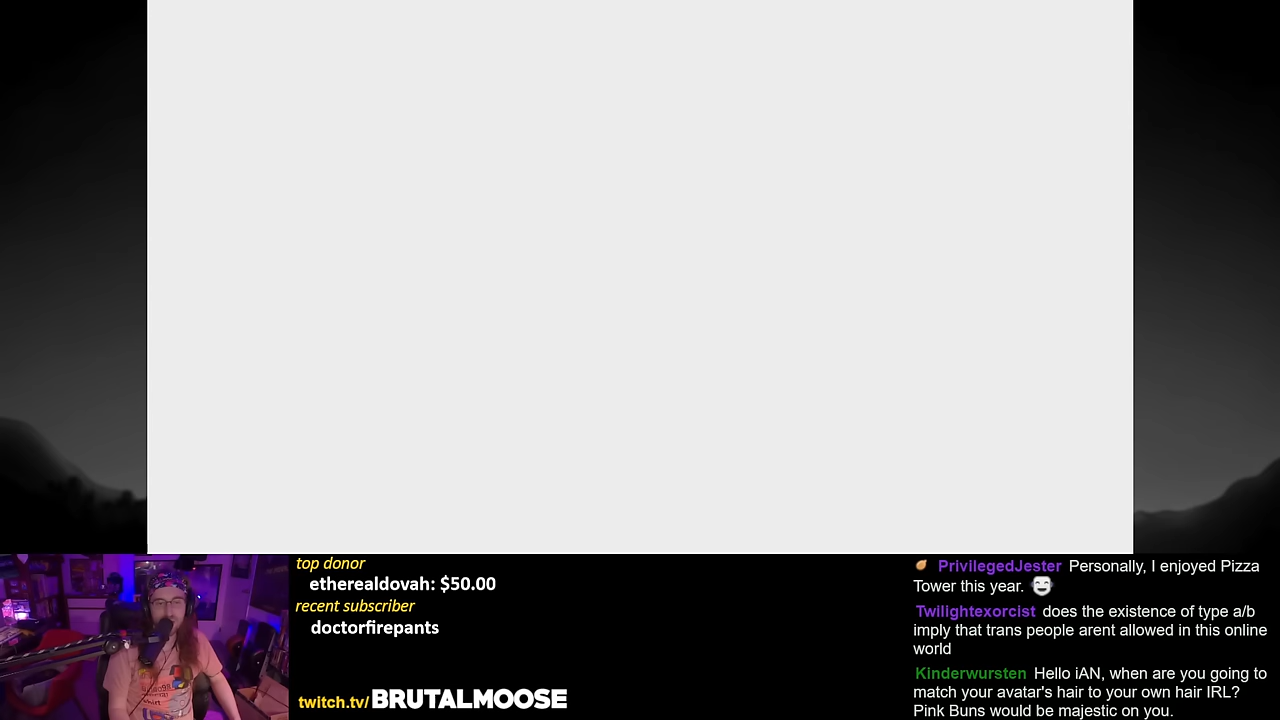 top donor
etherealdovah: $50.00
recent subscriber
doctorfirepants
twitch.tv/BRUTALMOOSE
PrivilegedJester Personally, I enjoyed Pizza
Tower this year.
Twilightexorcist does the existence of type a/b
imply that trans people arent allowed in this online
world
Kinderwursten Hello iAN, when are you going to
match your avatar's hair to your own hair IRL?
Pink Buns would be majestic on you.